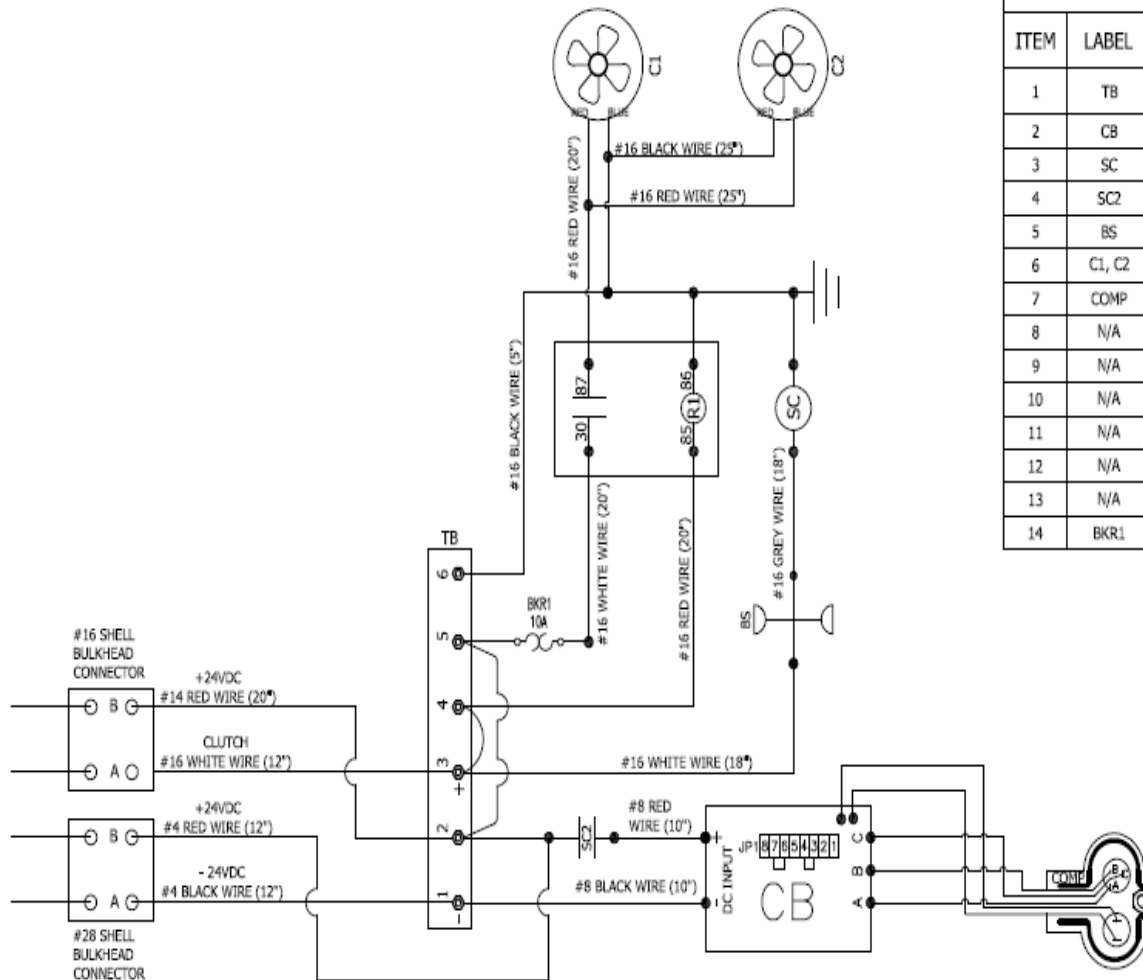 C1
C2
RED
BLUE
RED
BLUE
#16 BLACK WIRE (25")
#16 RED WIRE (25")
#16 RED WIRE (20")
#16 BLACK WIRE (5")
87
30
86
R1
85
SC
#16 WHITE WIRE (20")
#16 RED WIRE (20")
#16 GREY WIRE (18")
BS
TB
6
5
4
3
+
2
1
-
BKR1
10A
#16 SHELL
BULKHEAD
CONNECTOR
B
A
+24VDC
#14 RED WIRE (20")
CLUTCH
#16 WHITE WIRE (12")
+24VDC
#4 RED WIRE (12")
- 24VDC
#4 BLACK WIRE (12")
B
A
#28 SHELL
BULKHEAD
CONNECTOR
#16 WHITE WIRE (18")
SC2
#8 RED
WIRE (10")
#8 BLACK WIRE (10")
+
-
DC INPUT
JP1 8 7 6 5 4 3 2 1
CB
C
B
A
COMP
B
C
A
ITEM LABEL
1 TB
2 CB
3 SC
4 SC2
5 BS
6 C1, C2
7 COMP
8 N/A
9 N/A
10 N/A
11 N/A
12 N/A
13 N/A
14 BKR1